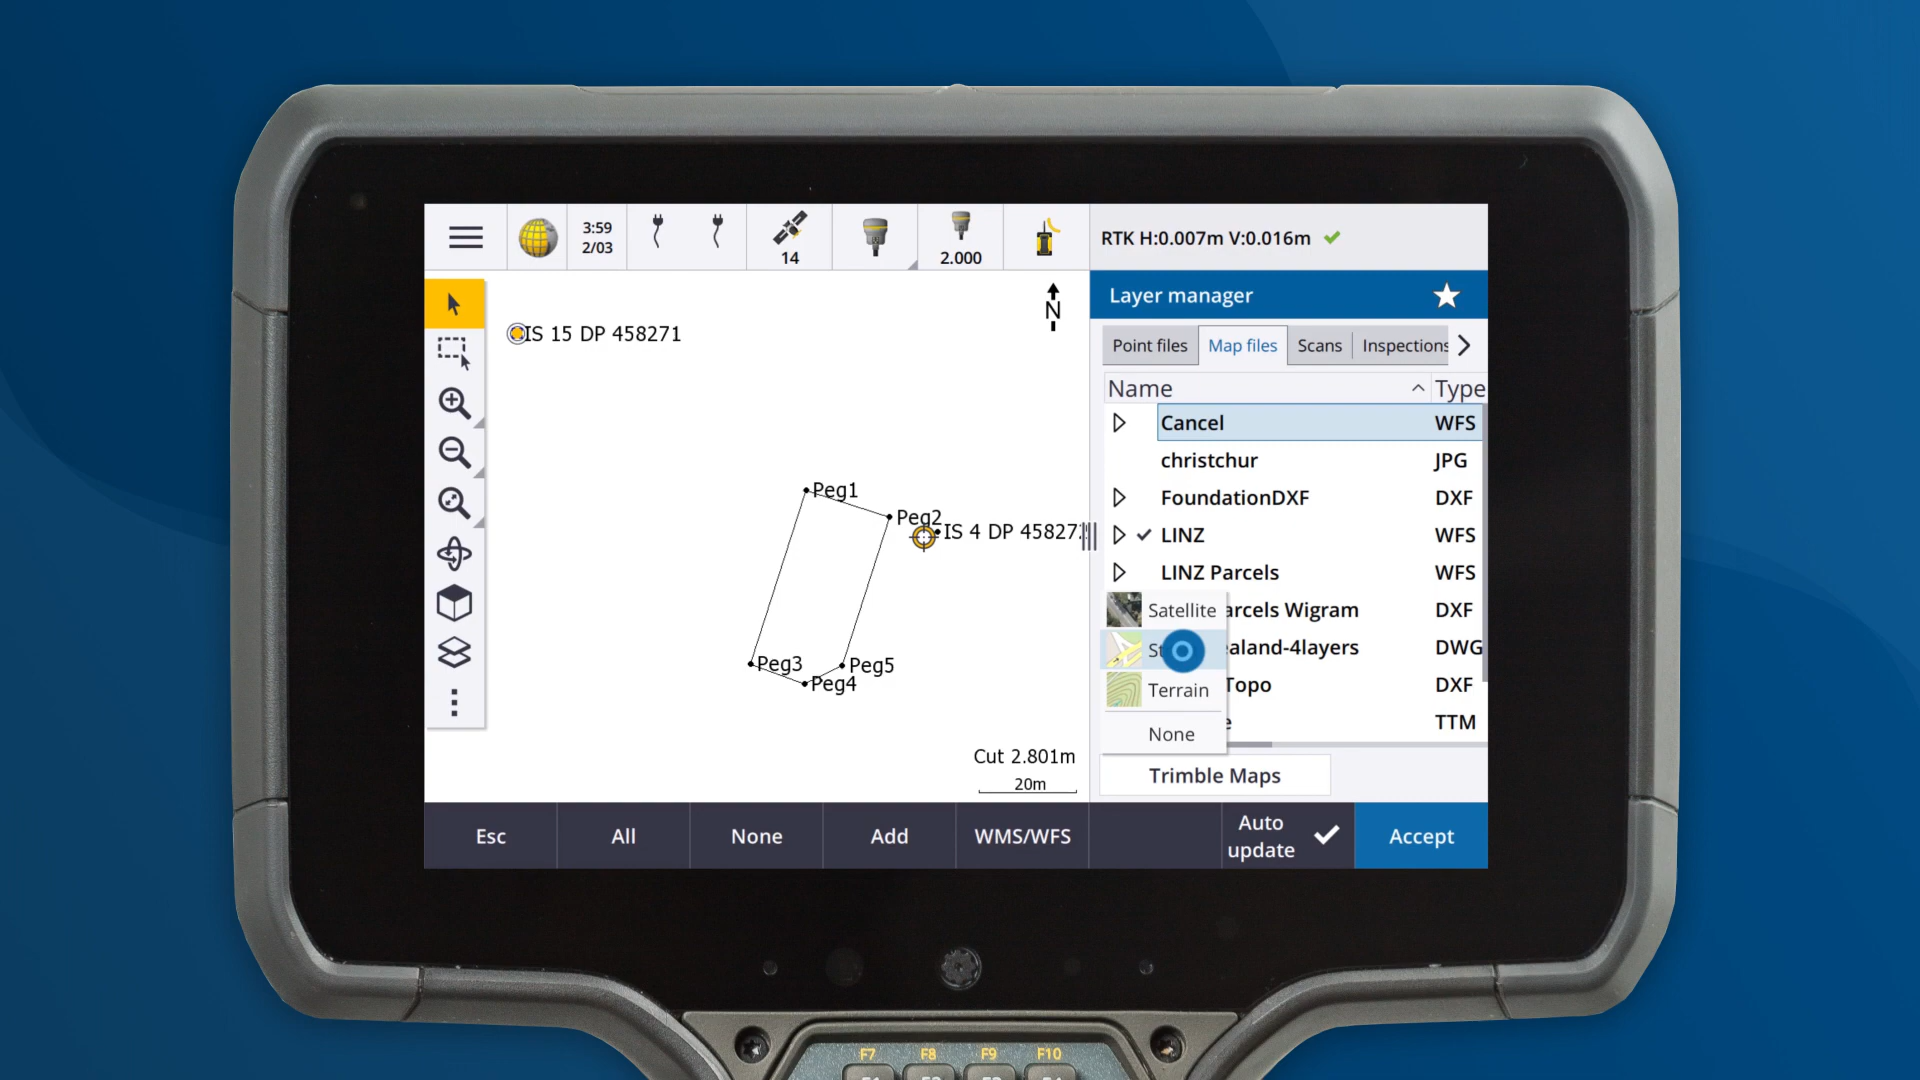 3:59
2/03
14
2.000
RTK H:0.007m V:0.016m
Layer manager
Point files
Map files
Scans
Inspections
Name
Type
Cancel WFS
christchur JPG
FoundationDXF DXF
LINZ WFS
LINZ Parcels WFS
arcels Wigram DXF
ealand-4layers DWG
Topo DXF
TTM
Satellite
Terrain
None
Trimble Maps
N
IS 15 DP 458271
Peg1
Peg2
IS 4 DP 45827
Peg3
Peg4
Peg5
Cut 2.801m
20m
Esc
All
None
Add
WMS/WFS
Auto
update
Accept
F7
F8
F9
F10